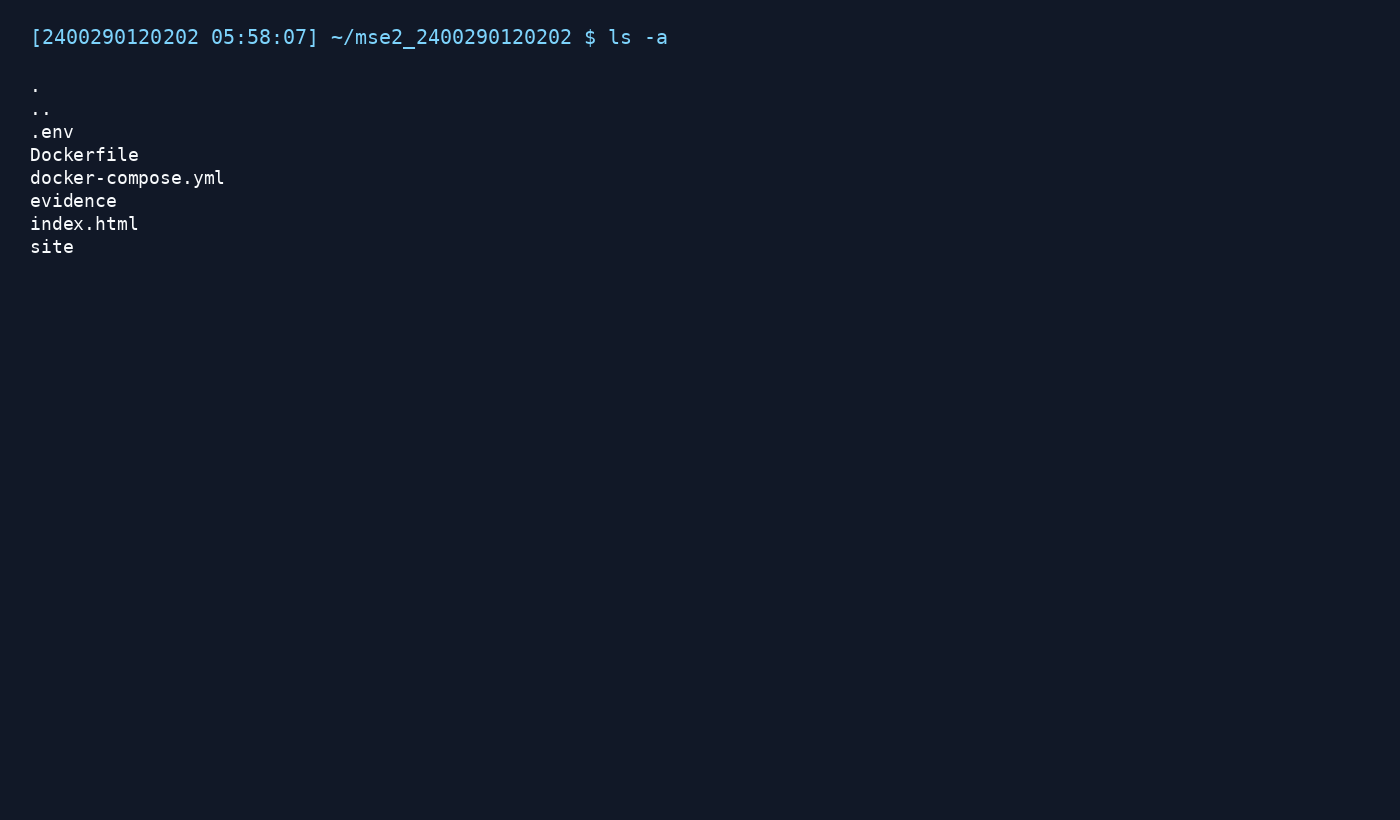 [2400290120202 05:58:07] ~/mse2_2400290120202 $ ls -a
.
..
.env
Dockerfile
docker-compose.yml
evidence
index.html
site